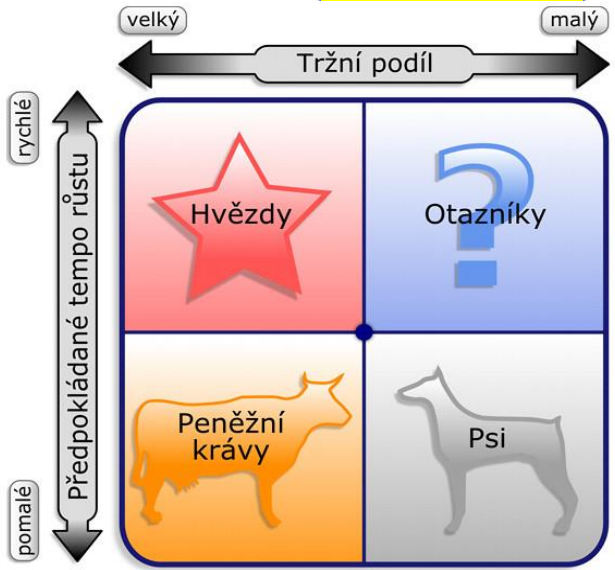 velký
malý
Tržní podíl
rychlé
Předpokládané tempo růstu
pomalé
Hvězdy
Otazníky
Peněžní
krávy
Psi